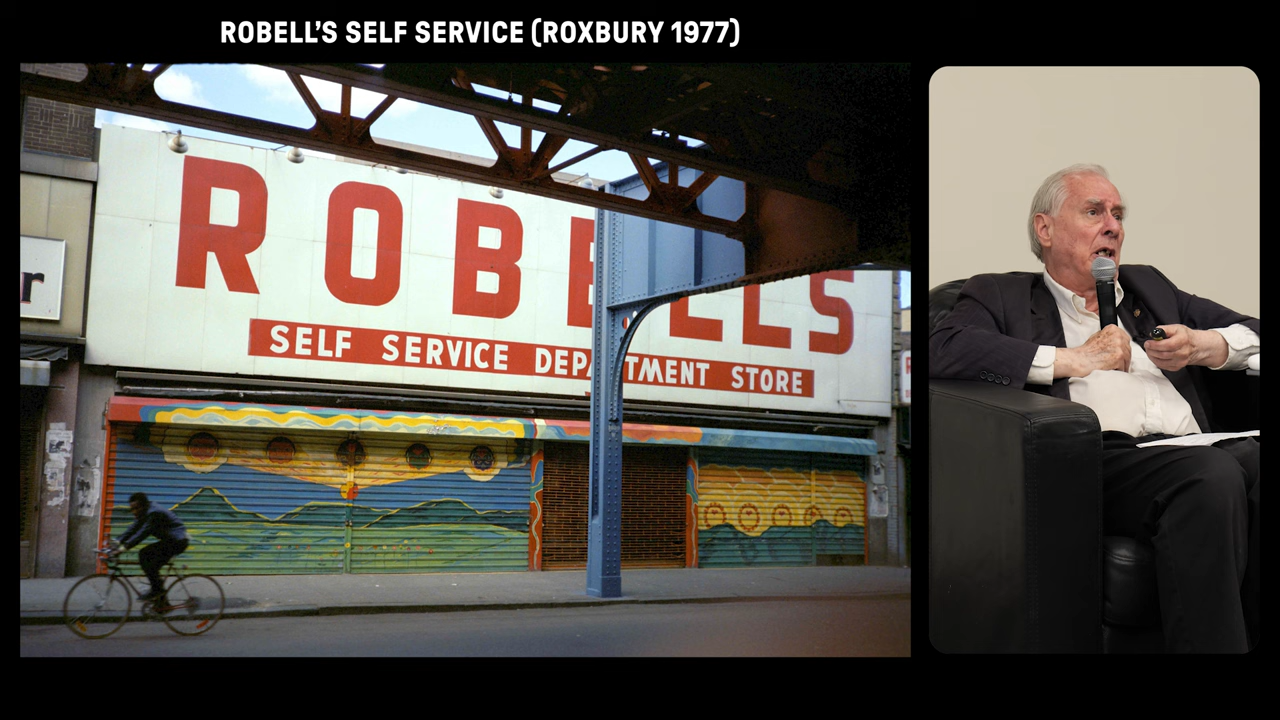 ROBELL'S SELF SERVICE (ROXBURY 1977)
ROBELLS
SELF SERVICE DEPARTMENT STORE
r